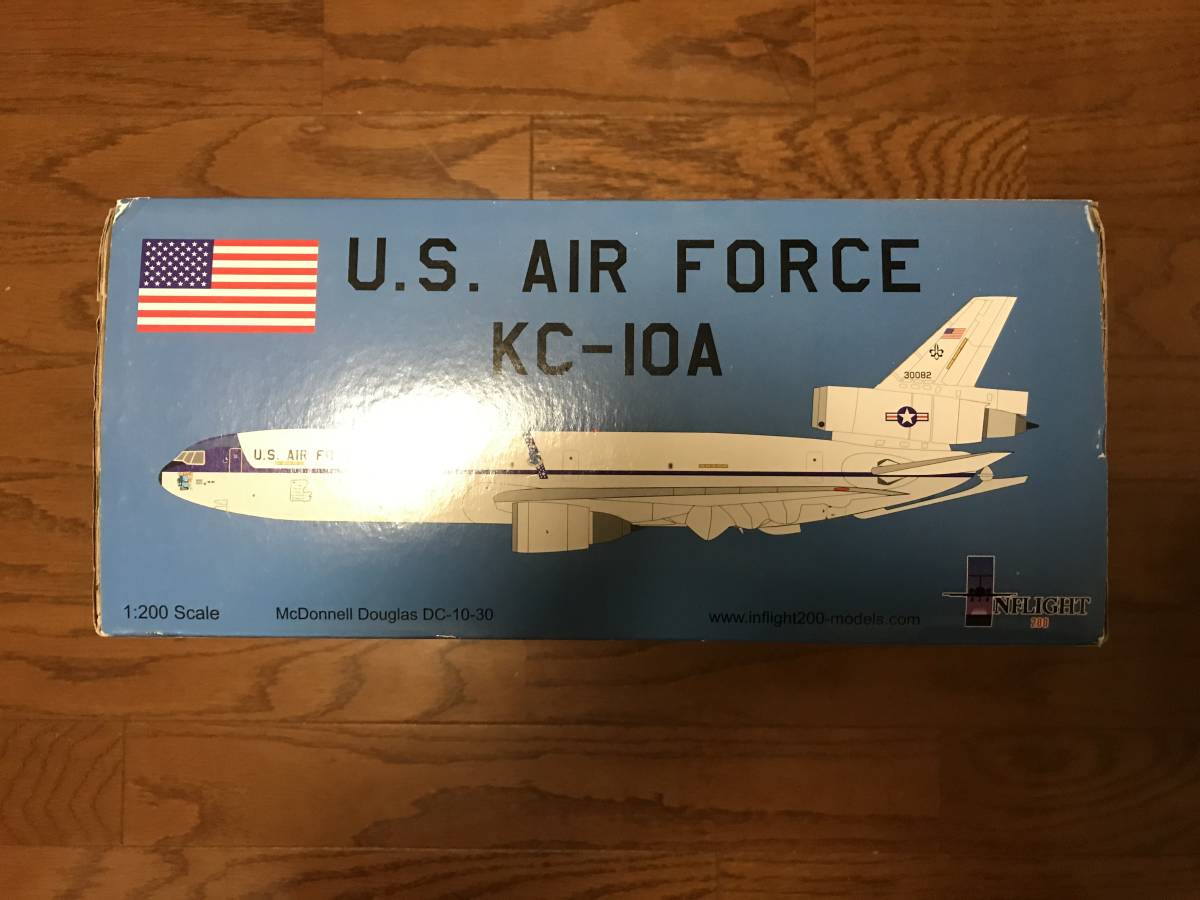 U.S. AIR FORCE
KC-10A
30082
U.S. AIR FO
1:200 Scale
McDonnell Douglas DC-10-30
www.inflight200-models.com
INFLIGHT
200